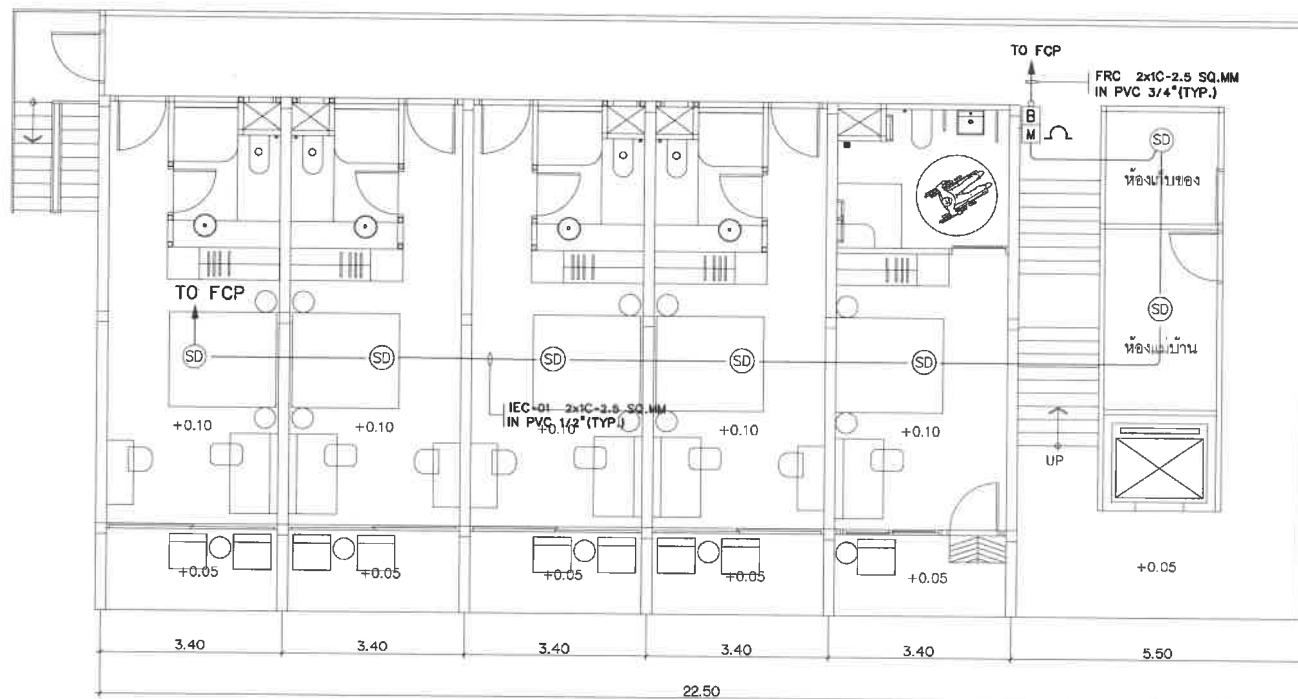 TO FCP
FRC 2x1C-2.5 SQ.MM
IN PVC 3/4"(TYP.)
B
M
SD
ห้องเก็บของ
TO FCP
SD
SD
SD
SD
SD
SD
ห้องแม่บ้าน
IEC-01 2x1C-2.5 SQ.MM
IN PVC 1/2"(TYP.)
+0.10
+0.10
+0.10
+0.10
+0.10
UP
+0.05
+0.05
+0.05
+0.05
+0.05
+0.05
3.40
3.40
3.40
3.40
3.40
5.50
22.50